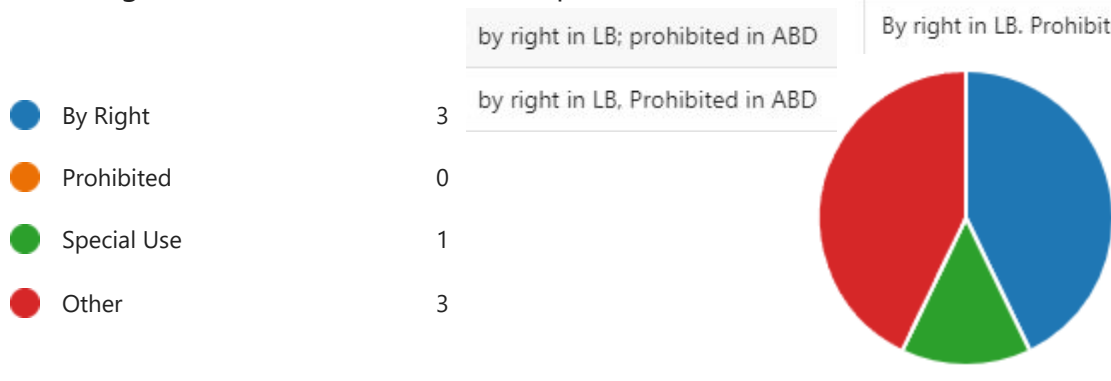 by right in LB; prohibited in ABD
By right in LB. Prohibit
by right in LB, Prohibited in ABD
By Right 3
Prohibited 0
Special Use 1
Other 3